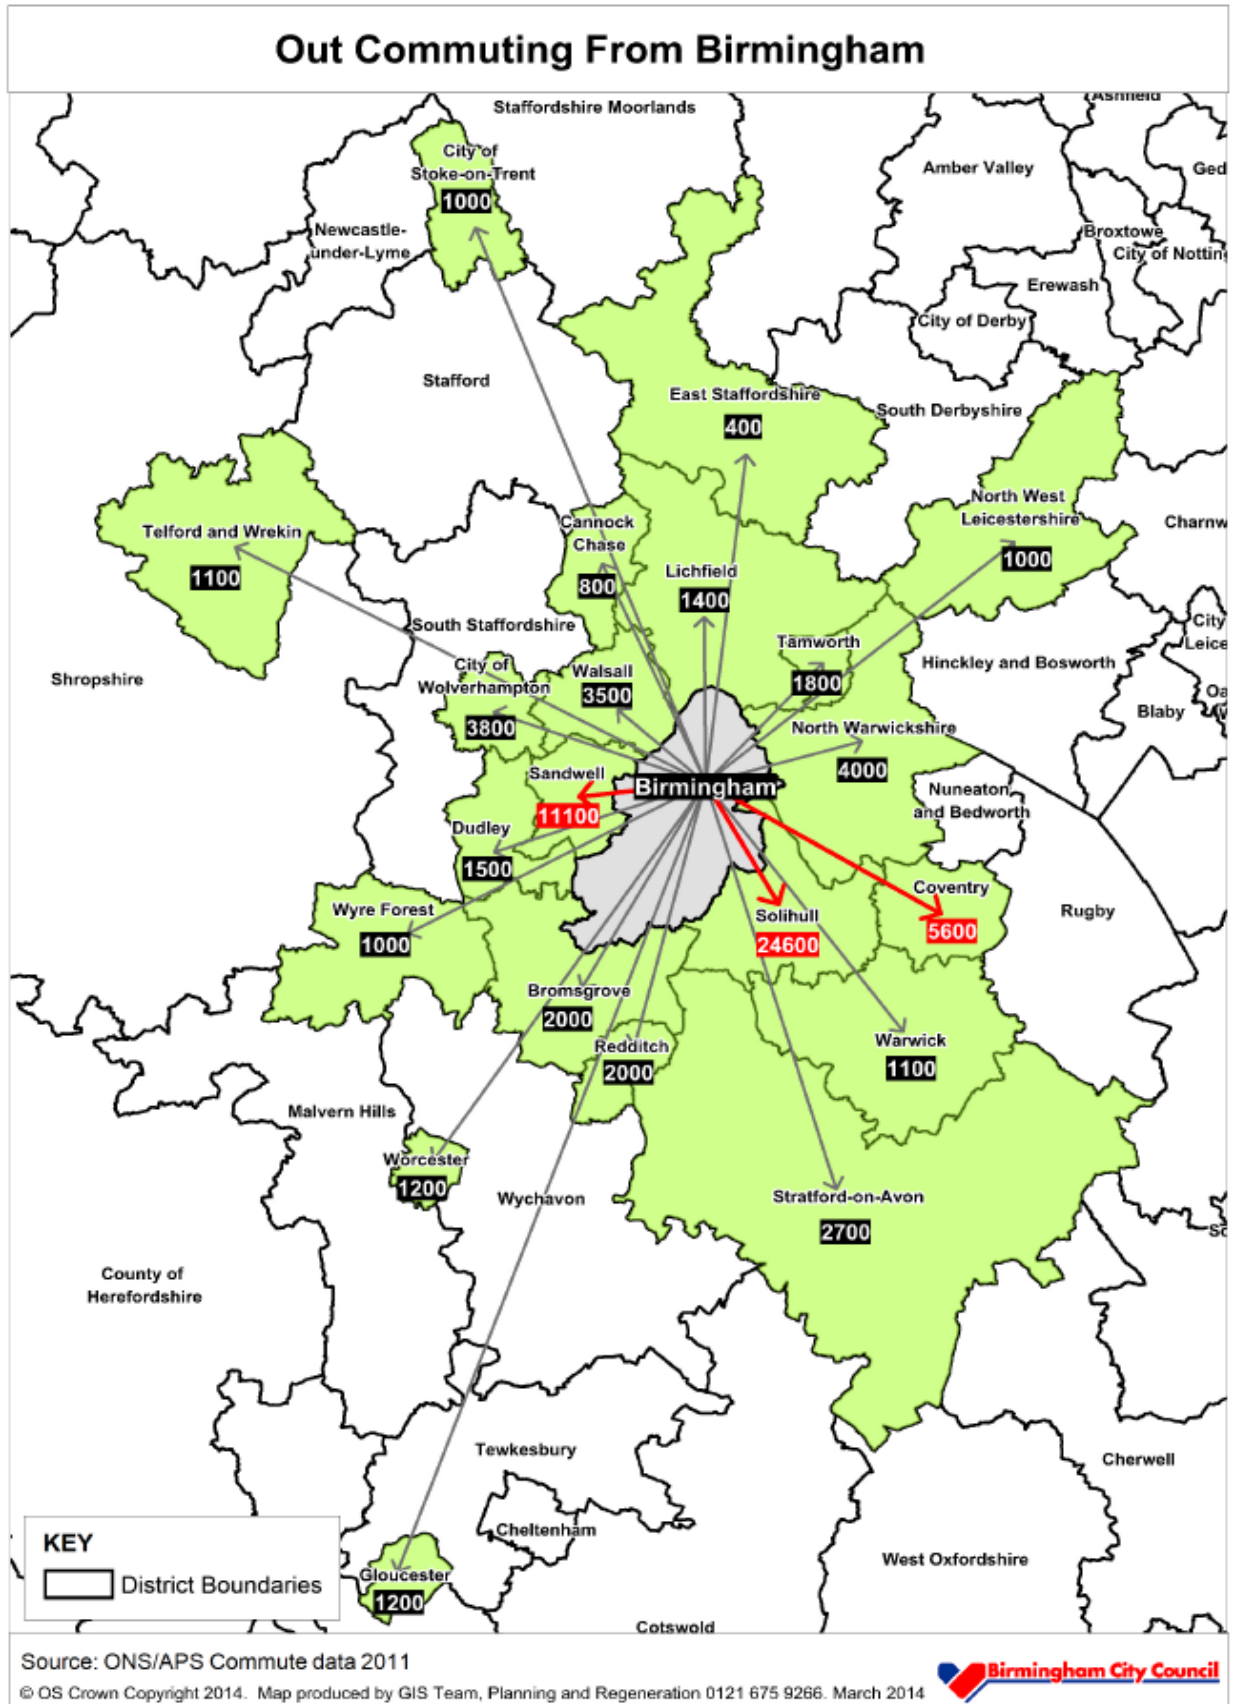 Out Commuting From Birmingham
Staffordshire Moorlands
City of
Stoke-on-Trent
1000
Amber Valley
Newcastle-
under-Lyme
Broxtowe
Erewash
City of Derby
Stafford
East Staffordshire
400
South Derbyshire
North West
Leicestershire
1000
Telford and Wrekin
1100
Cannock
Chase
800
Lichfield
1400
South Staffordshire
Tamworth
1800
Hinckley and Bosworth
Shropshire
City of
Wolverhampton
3800
Walsall
3500
Blaby
North Warwickshire
4000
Sandwell
11100
Birmingham
Nuneaton
and Bedworth
Dudley
1500
Coventry
5600
Rugby
Wyre Forest
1000
Solihull
24600
Bromsgrove
2000
Redditch
2000
Warwick
1100
Malvern Hills
Worcester
1200
Wychavon
Stratford-on-Avon
2700
County of
Herefordshire
Tewkesbury
Cherwell
Cheltenham
West Oxfordshire
Gloucester
1200
Cotswold
KEY
District Boundaries
Source: ONS/APS Commute data 2011
© OS Crown Copyright 2014. Map produced by GIS Team, Planning and Regeneration 0121 675 9266. March 2014
Birmingham City Council